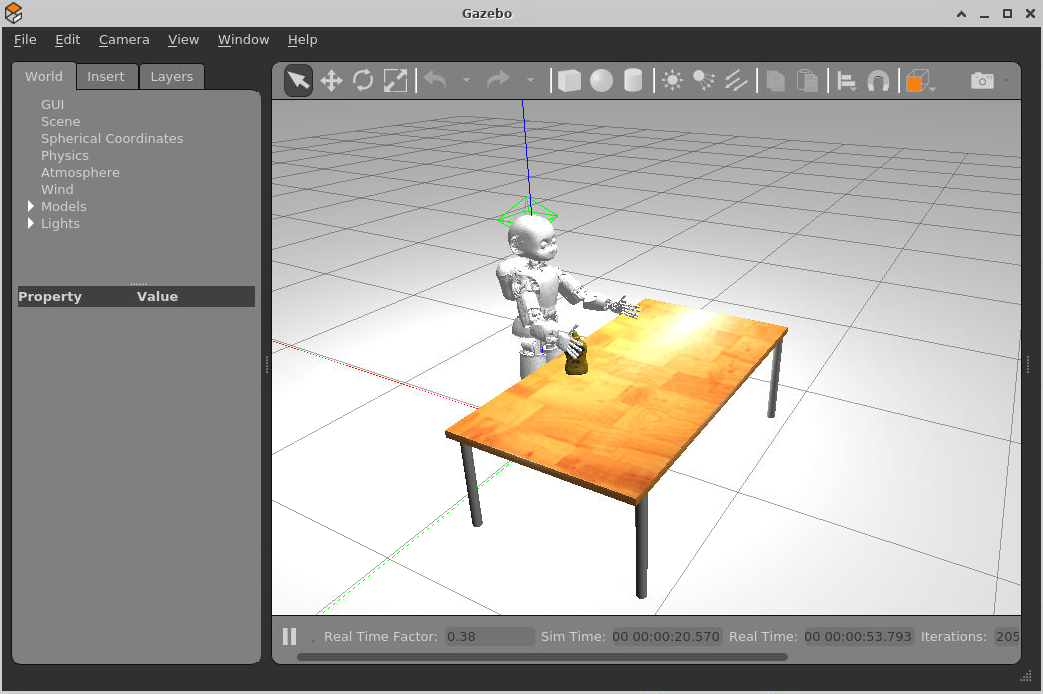 Gazebo
File Edit Camera View Window Help
World Insert Layers
GUI
Scene
Spherical Coordinates
Physics
Atmosphere
Wind
Models
Lights
Property Value
Real Time Factor: 0.38 Sim Time: 00 00:00:20.570 Real Time: 00 00:00:53.793 Iterations: 205